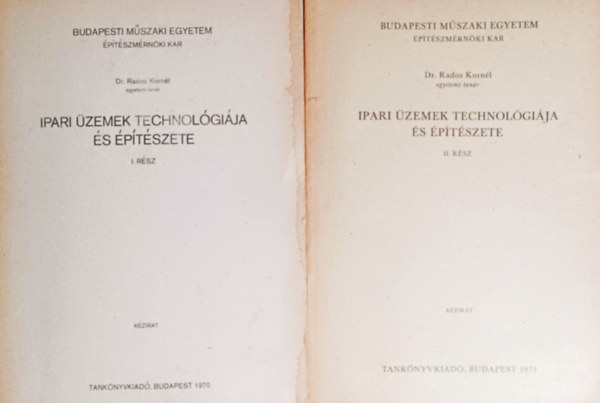 BUDAPESTI MŰSZAKI EGYETEM
ÉPÍTÉSZMÉRNÖKI KAR
Dr. Rados Kornél
egyetemi tanár
IPARI ÜZEMEK TECHNOLÓGIÁJA
ÉS ÉPÍTÉSZETE
I. RÉSZ
KÉZIRAT
TANKÖNYVKIADÓ, BUDAPEST 1970
BUDAPESTI MŰSZAKI EGYETEM
ÉPÍTÉSZMÉRNÖKI KAR
Dr. Rados Kornél
egyetemi tanár
IPARI ÜZEMEK TECHNOLÓGIÁJA
ÉS ÉPÍTÉSZETE
II. RÉSZ
KÉZIRAT
TANKÖNYVKIADÓ, BUDAPEST 1971